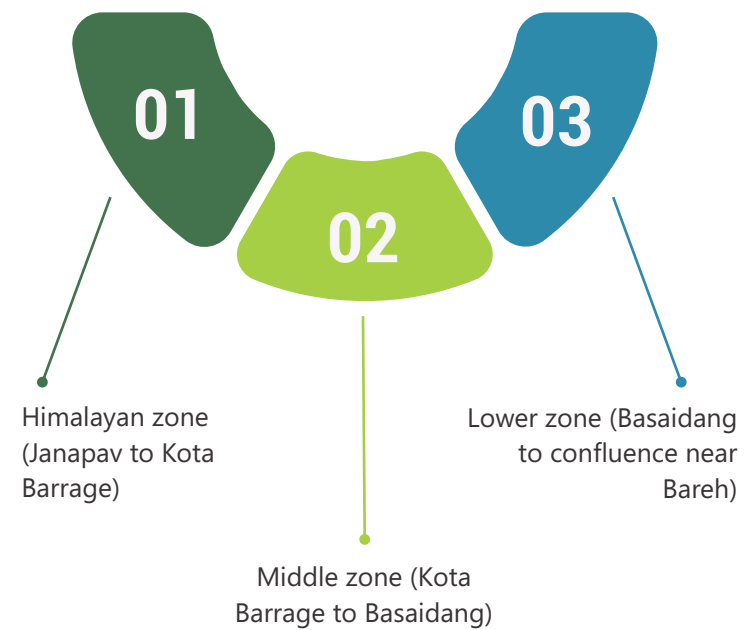 01
03
02
Himalayan zone
(Janapav to Kota
Barrage)
Lower zone (Basaidang
to confluence near
Bareh)
Middle zone (Kota
Barrage to Basaidang)